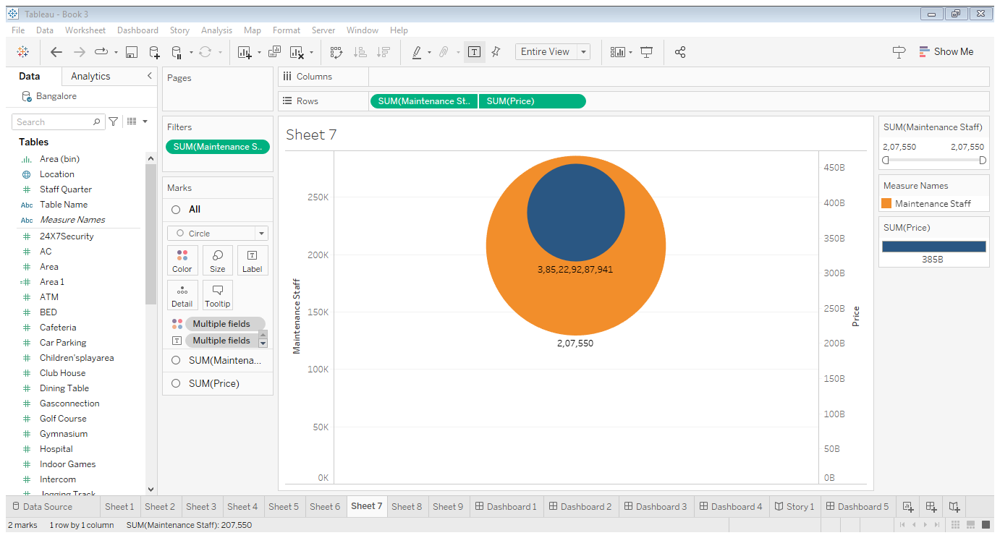 Tableau - Book 3
File Data Worksheet Dashboard Story Analysis Map Format Server Window Help
Entire View
Show Me
Data Analytics
Bangalore
Search
Tables
Area (bin)
Location
Staff Quarter
Abc Table Name
Abc Measure Names
24X7Security
AC
Area
Area 1
ATM
BED
Cafeteria
Car Parking
Children'splayarea
Club House
Dining Table
Gasconnection
Golf Course
Gymnasium
Hospital
Indoor Games
Intercom
Jogging Track
Pages
Filters
SUM(Maintenance S..
Marks
All
Circle
Color Size Label
Detail Tooltip
Multiple fields
Multiple fields
SUM(Maintena...
SUM(Price)
Columns
Rows SUM(Maintenance St.. SUM(Price)
Sheet 7
Maintenance Staff
250K
200K
150K
100K
50K
0K
3,85,22,92,87,941
2,07,550
450B
400B
350B
300B
250B
200B
150B
100B
50B
0B
Price
SUM(Maintenance Staff)
2,07,550 2,07,550
Measure Names
Maintenance Staff
SUM(Price)
385B
Data Source Sheet 1 Sheet 2 Sheet 3 Sheet 4 Sheet 5 Sheet 6 Sheet 7 Sheet 8 Sheet 9 Dashboard 1 Dashboard 2 Dashboard 3 Dashboard 4 Story 1 Dashboard 5
2 marks 1 row by 1 column SUM(Maintenance Staff): 207,550